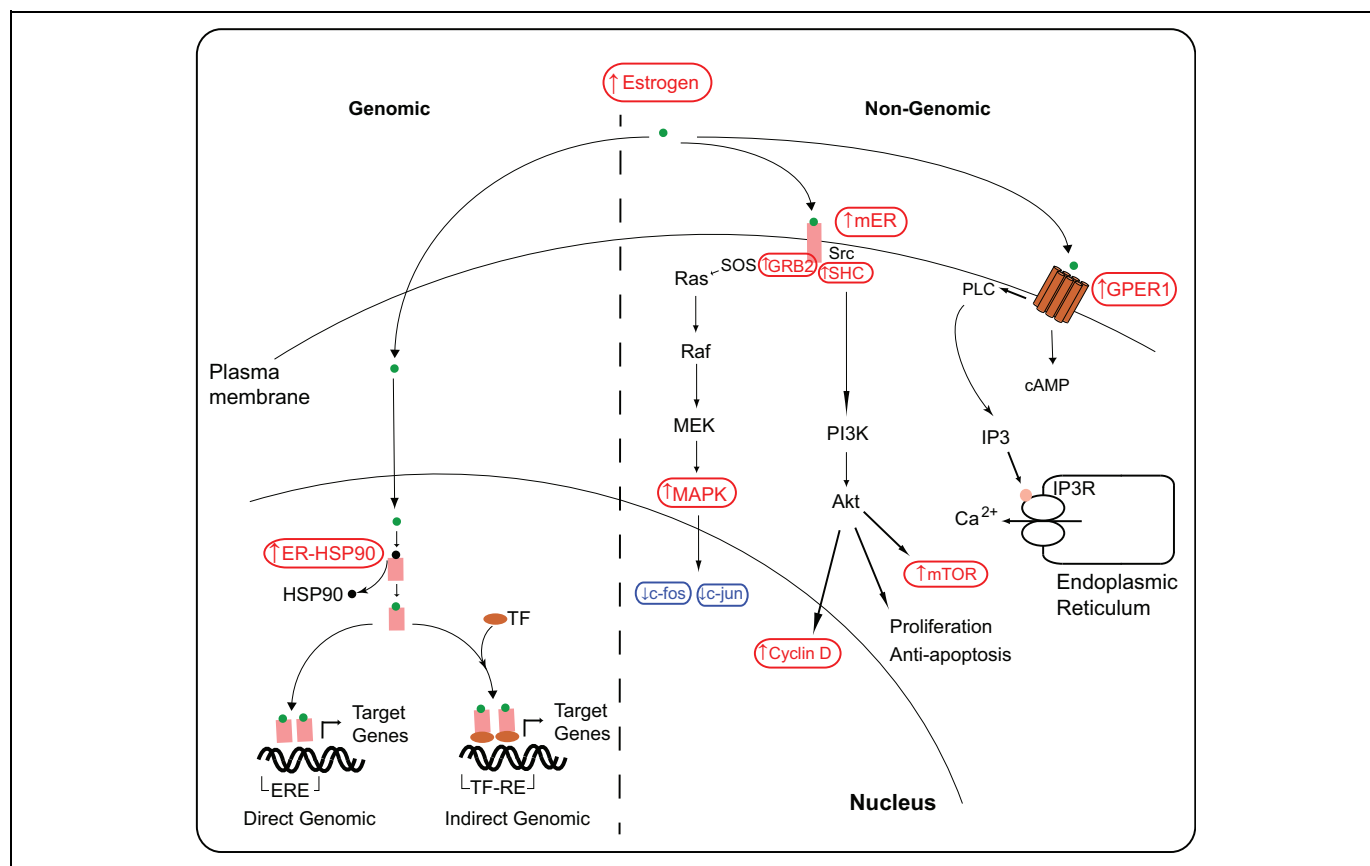 ↑Estrogen
Genomic
Non-Genomic
↑mER
Src
SOS
↑GRB2
↑SHC
Ras
PLC
↑GPER1
Raf
cAMP
Plasma
membrane
MEK
PI3K
IP3
↑MAPK
Akt
IP3R
Ca2+
↑ER-HSP90
HSP90
↓c-fos
↓c-jun
↑mTOR
Endoplasmic
Reticulum
TF
Proliferation
Anti-apoptosis
↑Cyclin D
Target
Genes
Target
Genes
ERE
TF-RE
Nucleus
Direct Genomic
Indirect Genomic